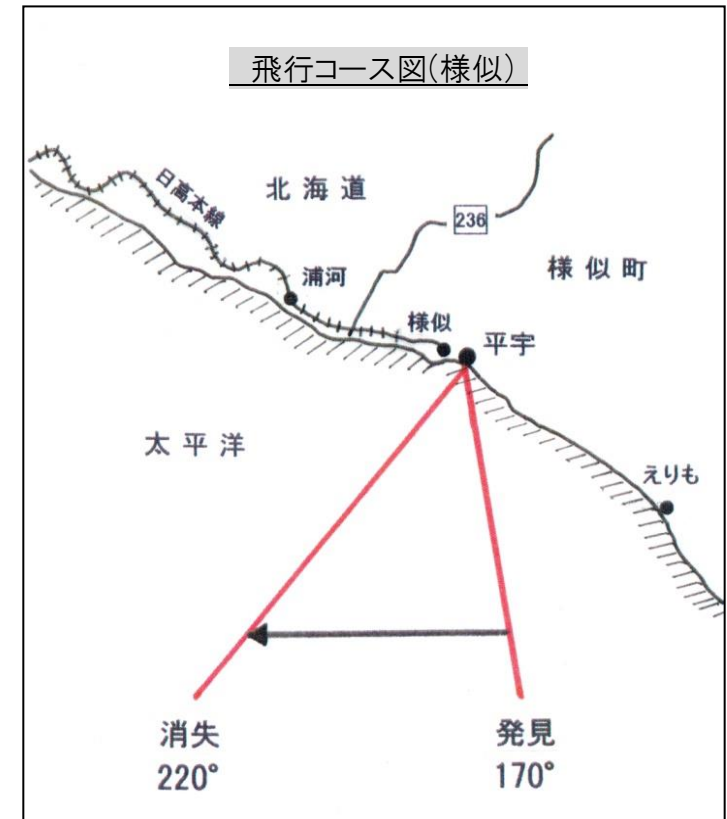 飛行コース図(様似)
北海道
日高本線
236
様似町
浦河
様似
平宇
太平洋
えりも
消失
220°
発見
170°